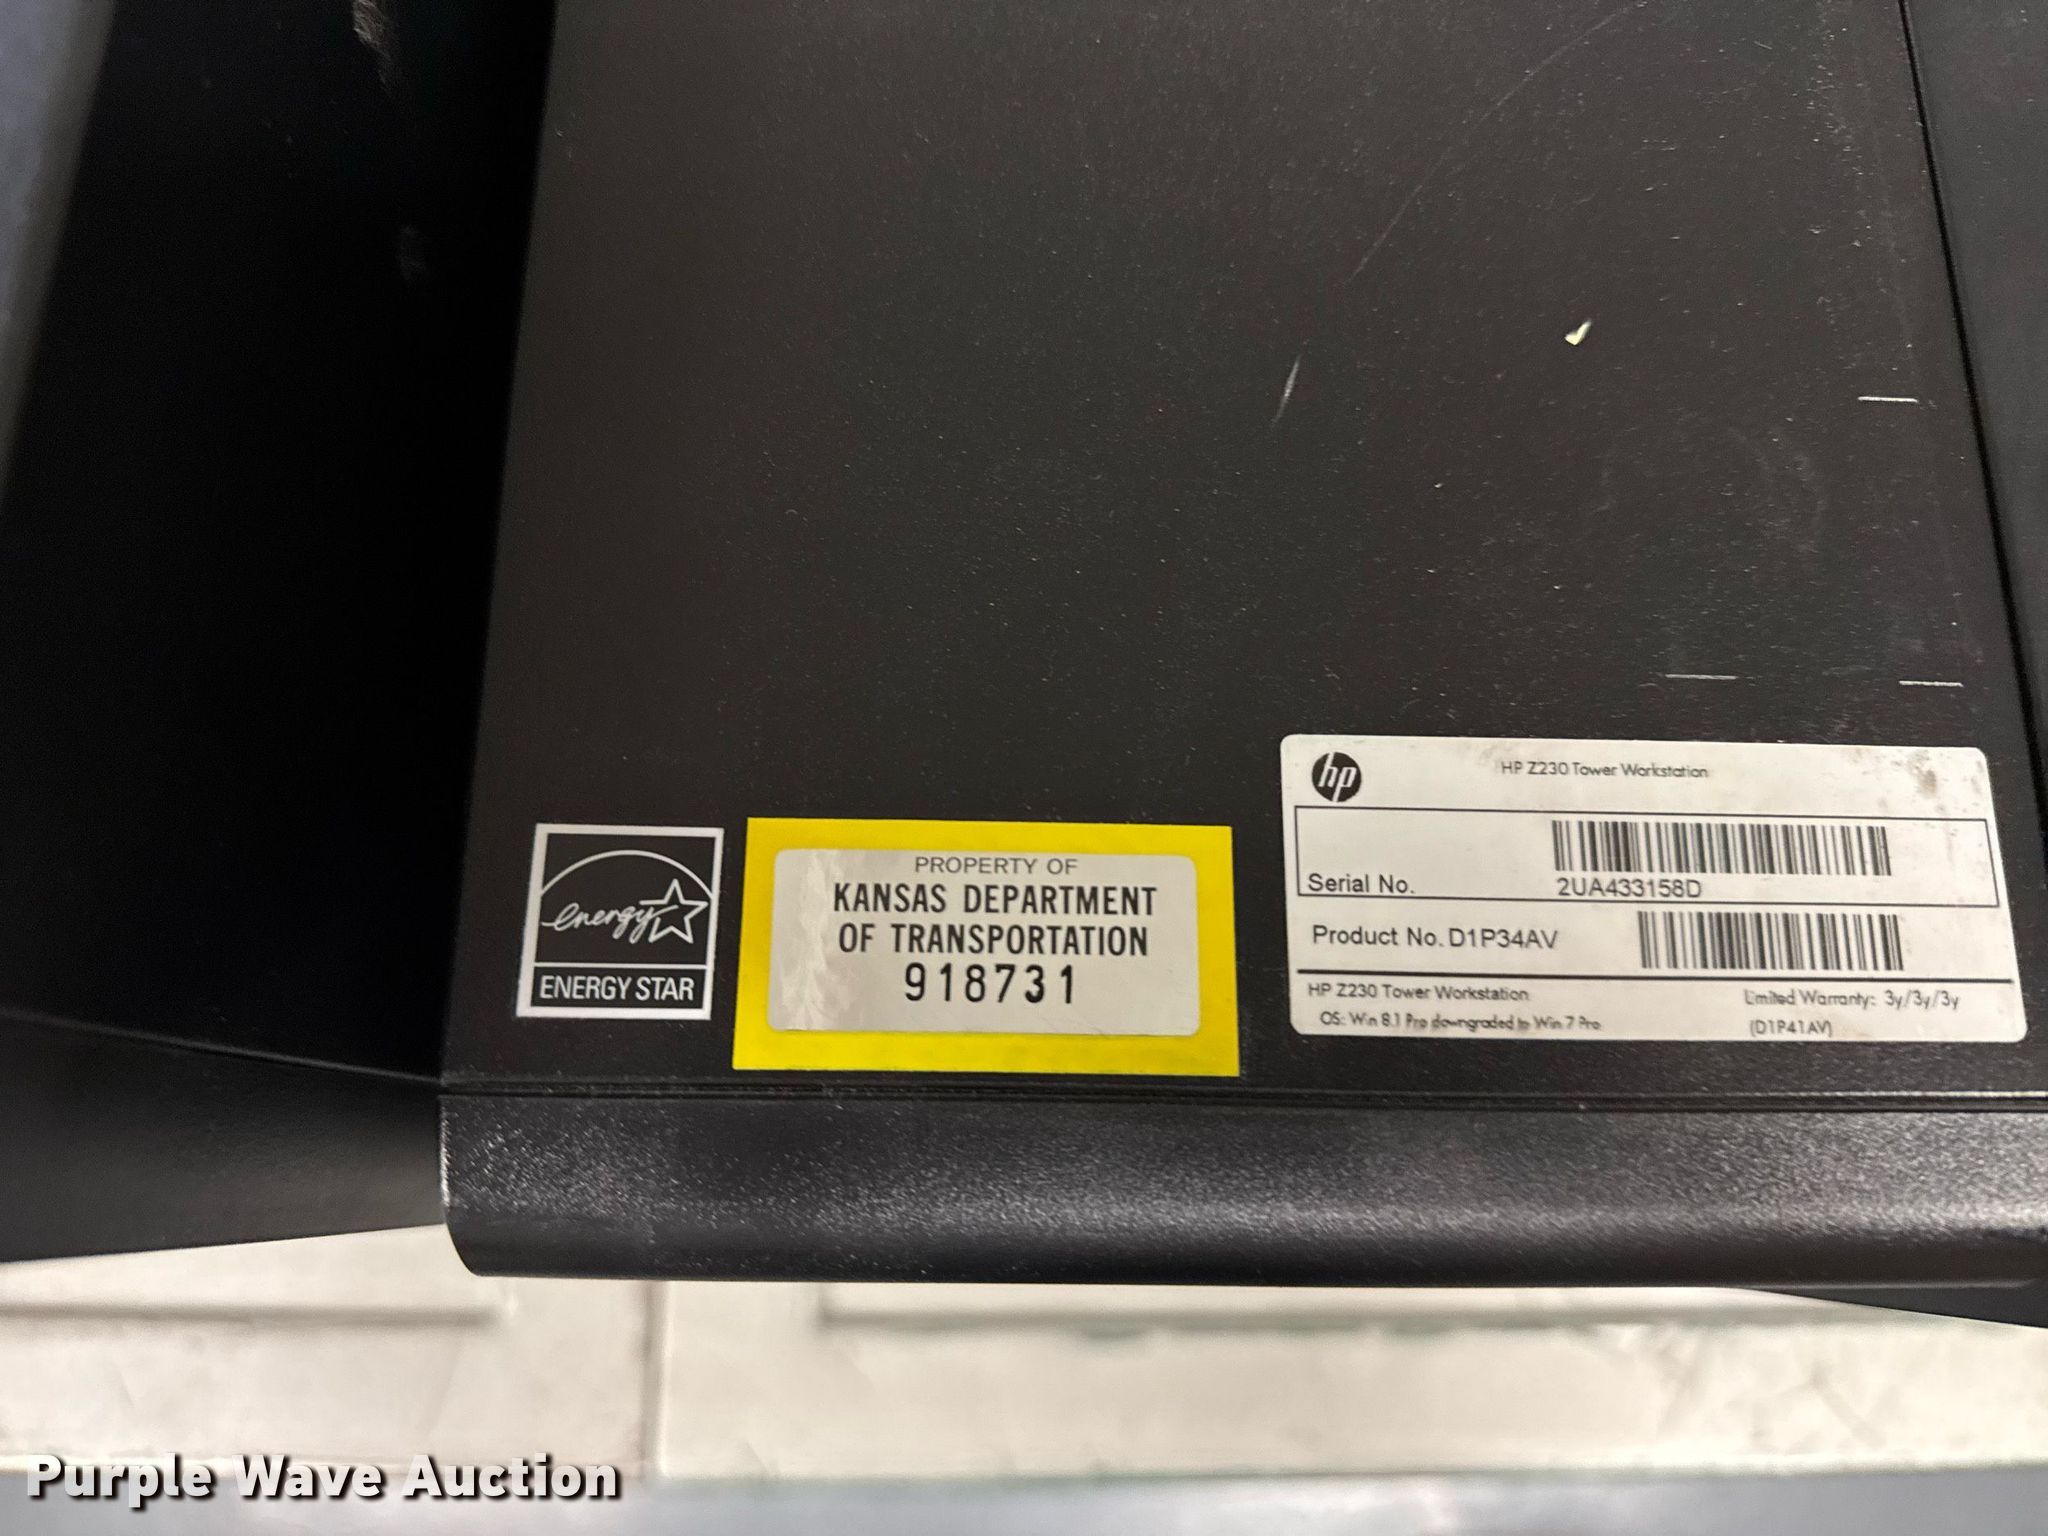 hp
HP Z230 Tower Workstation
Serial No.
2UA433158D
Product No. D1P34AV
HP Z230 Tower Workstation
Limited Warranty: 3y/3y/3y
OS: Win 8.1 Pro downgraded to Win 7 Pro
(D1P41AV)
energy
ENERGY STAR
PROPERTY OF
KANSAS DEPARTMENT
OF TRANSPORTATION
918731
Purple Wave Auction